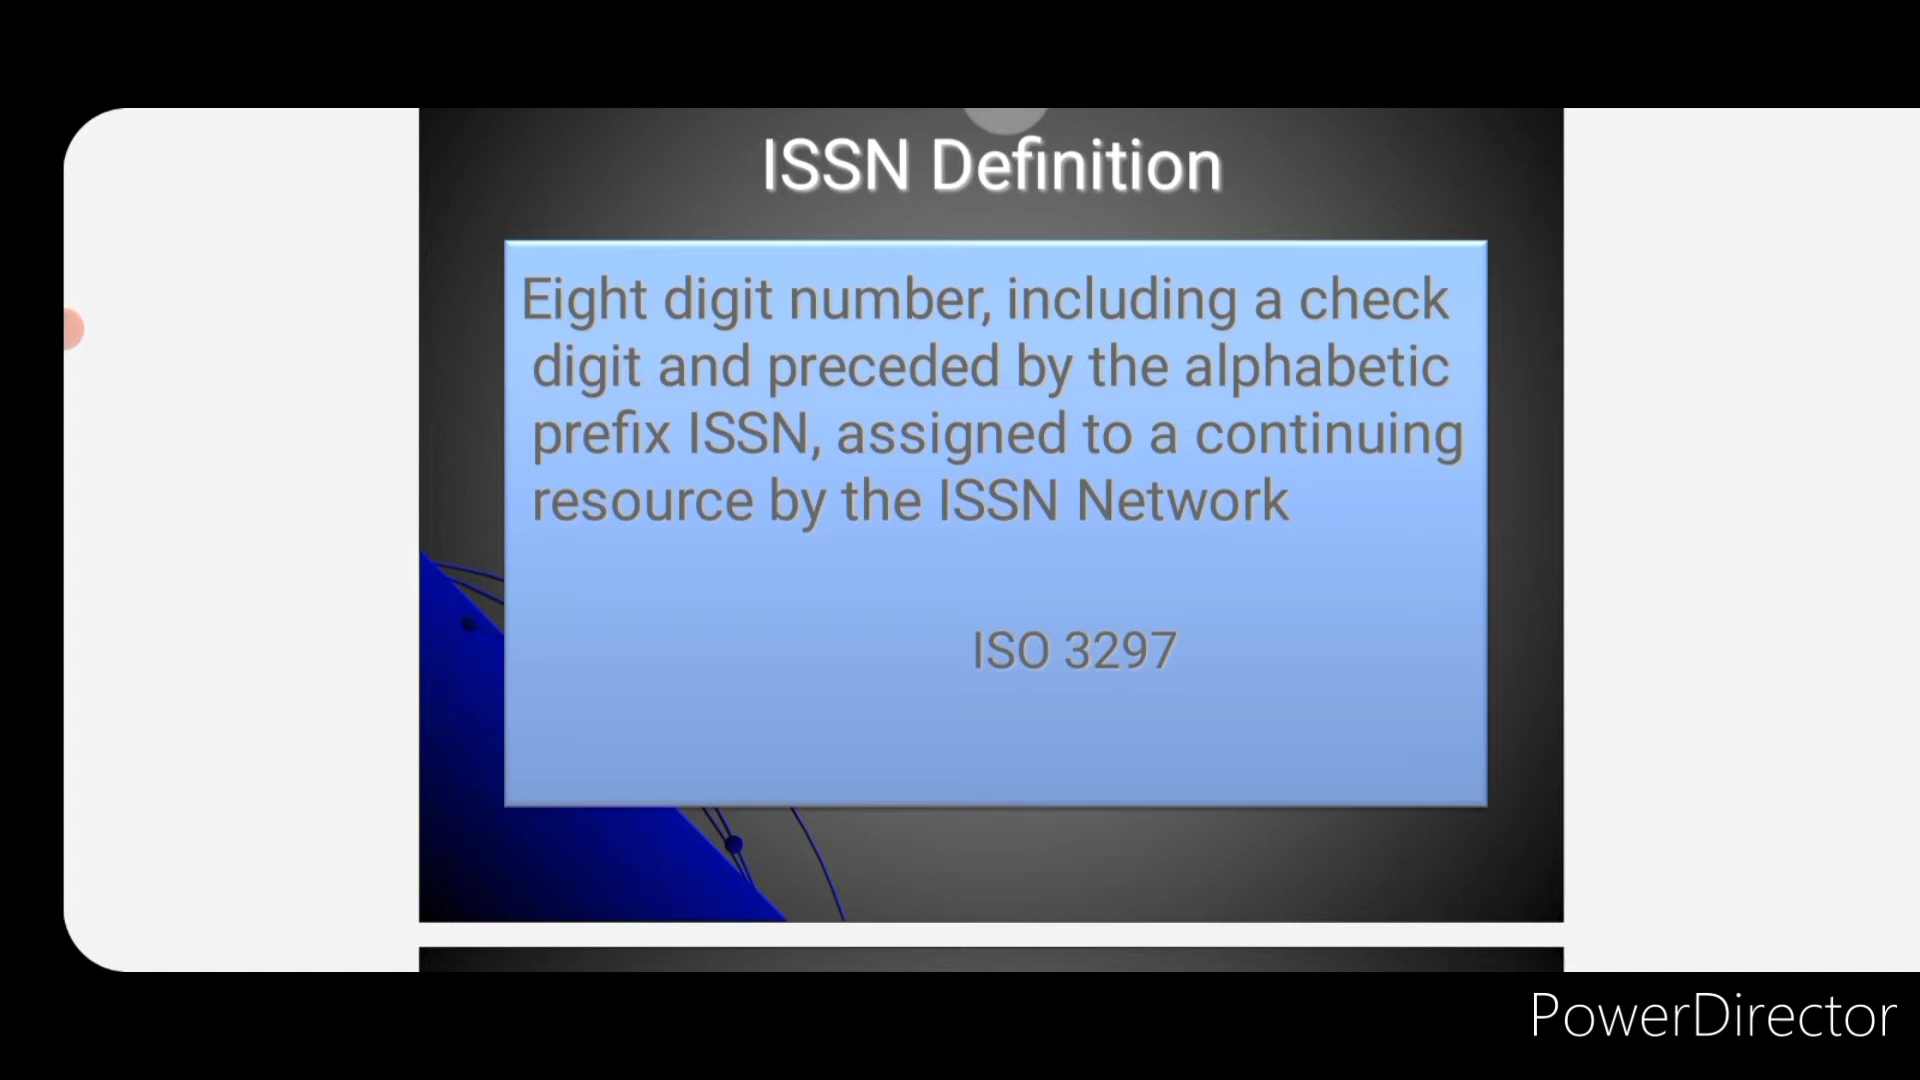 ISSN Definition
Eight digit number, including a check
digit and preceded by the alphabetic
prefix ISSN, assigned to a continuing
resource by the ISSN Network
ISO 3297
PowerDirector